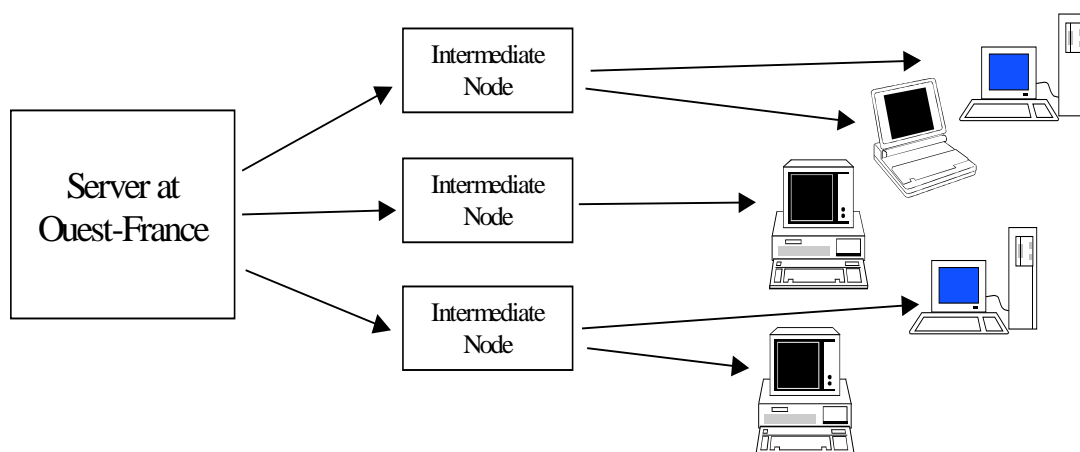 Server at
Ouest-France
Intermediate
Node
Intermediate
Node
Intermediate
Node